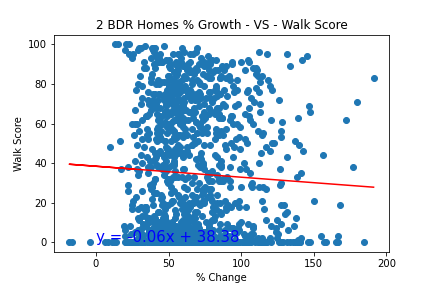 2 BDR Homes % Growth - VS - Walk Score
100
80
60
40
20
0
Walk Score
y = -0.06x + 38.38
0
50
100
150
200
% Change